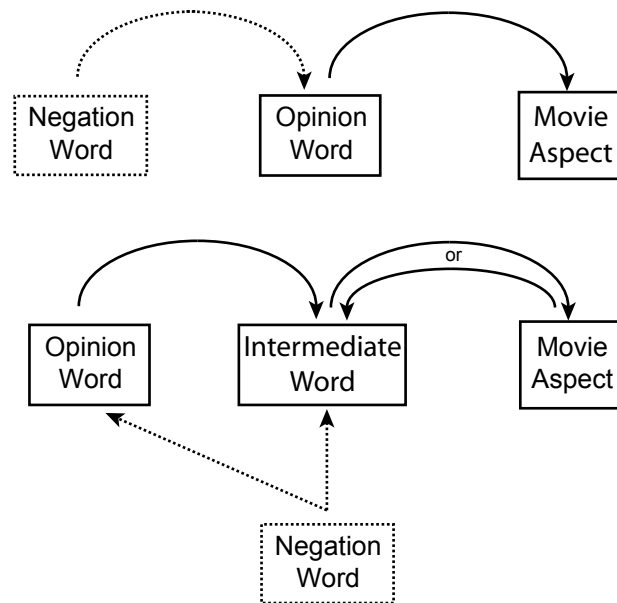 Negation
Word
Opinion
Word
Movie
Aspect
or
Opinion
Word
Intermediate
Word
Movie
Aspect
Negation
Word